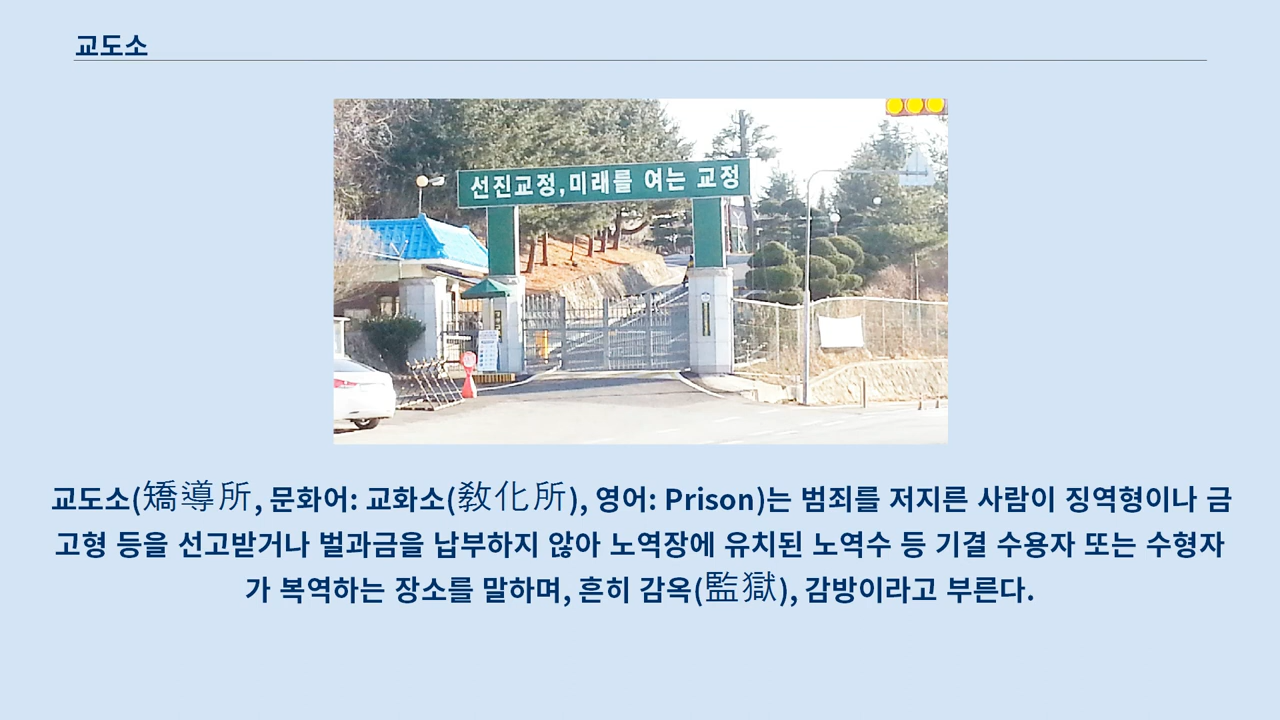 교도소
선진교정,미래를 여는 교정
교도소(矯導所, 문화어: 교화소(敎化所), 영어: Prison)는 범죄를 저지른 사람이 징역형이나 금
고형 등을 선고받거나 벌과금을 납부하지 않아 노역장에 유치된 노역수 등 기결 수용자 또는 수형자
가 복역하는 장소를 말하며, 흔히 감옥(監獄), 감방이라고 부른다.